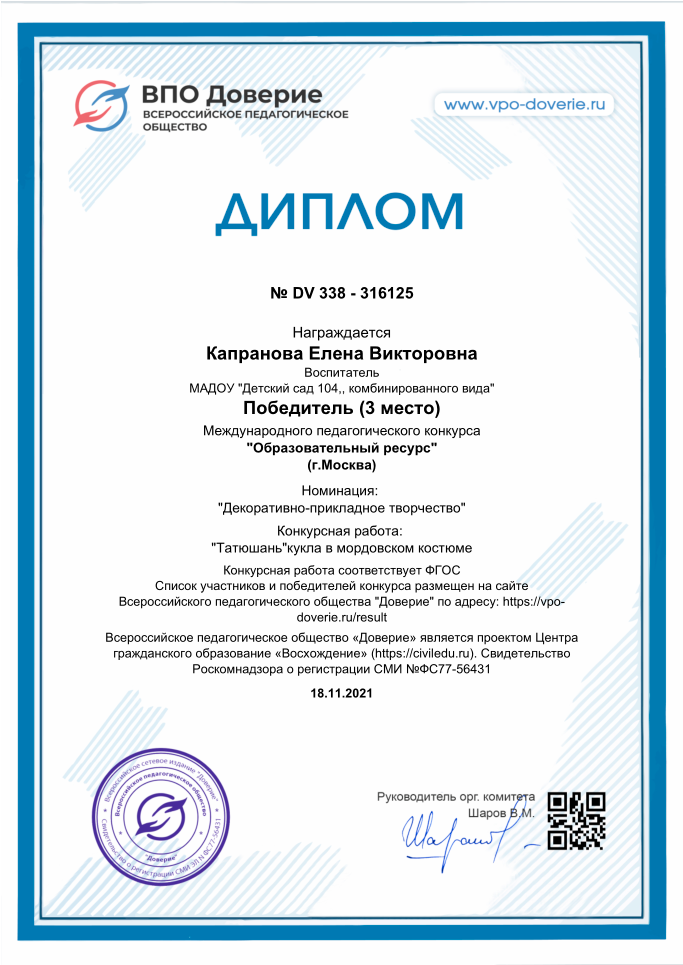 ВПО Доверие
ВСЕРОССИЙСКОЕ ПЕДАГОГИЧЕСКОЕ
ОБЩЕСТВО
www.vpo-doverie.ru
ДИПЛОМ
№ DV 338 - 316125
Награждается
Капранова Елена Викторовна
Воспитатель
МАДОУ "Детский сад 104,, комбинированного вида"
Победитель (3 место)
Международного педагогического конкурса
"Образовательный ресурс"
(г.Москва)
Номинация:
"Декоративно-прикладное творчество"
Конкурсная работа:
"Татюшань"кукла в мордовском костюме
Конкурсная работа соответствует ФГОС
Список участников и победителей конкурса размещен на сайте
Всероссийского педагогического общества "Доверие" по адресу: https://vpo-
doverie.ru/result
Всероссийское педагогическое общество «Доверие» является проектом Центра
гражданского образование «Восхождение» (https://civiledu.ru). Свидетельство
Роскомнадзора о регистрации СМИ №ФС77-56431
18.11.2021
Всероссийское сетевое издание "Доверие"
Свидетельство о регистрации СМИ ЭЛ N ФС77-56431
Всероссийское педагогическое общество
"Доверие"
Руководитель орг. комитета
Шаров В.М.